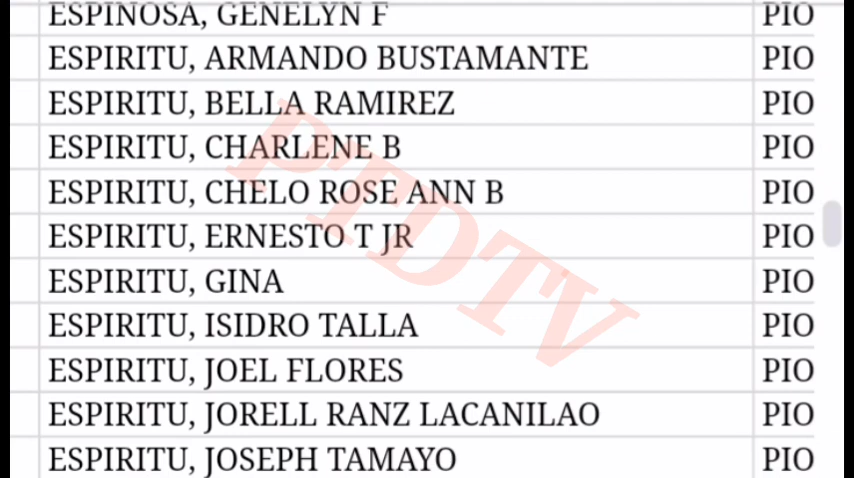 ESPINOSA, GENELYN F PIO
ESPIRITU, ARMANDO BUSTAMANTE PIO
ESPIRITU, BELLA RAMIREZ PIO
ESPIRITU, CHARLENE B PIO
ESPIRITU, CHELO ROSE ANN B PIO
ESPIRITU, ERNESTO T JR PIO
ESPIRITU, GINA PIO
ESPIRITU, ISIDRO TALLA PIO
ESPIRITU, JOEL FLORES PIO
ESPIRITU, JORELL RANZ LACANILAO PIO
ESPIRITU, JOSEPH TAMAYO PIO
PTDTV